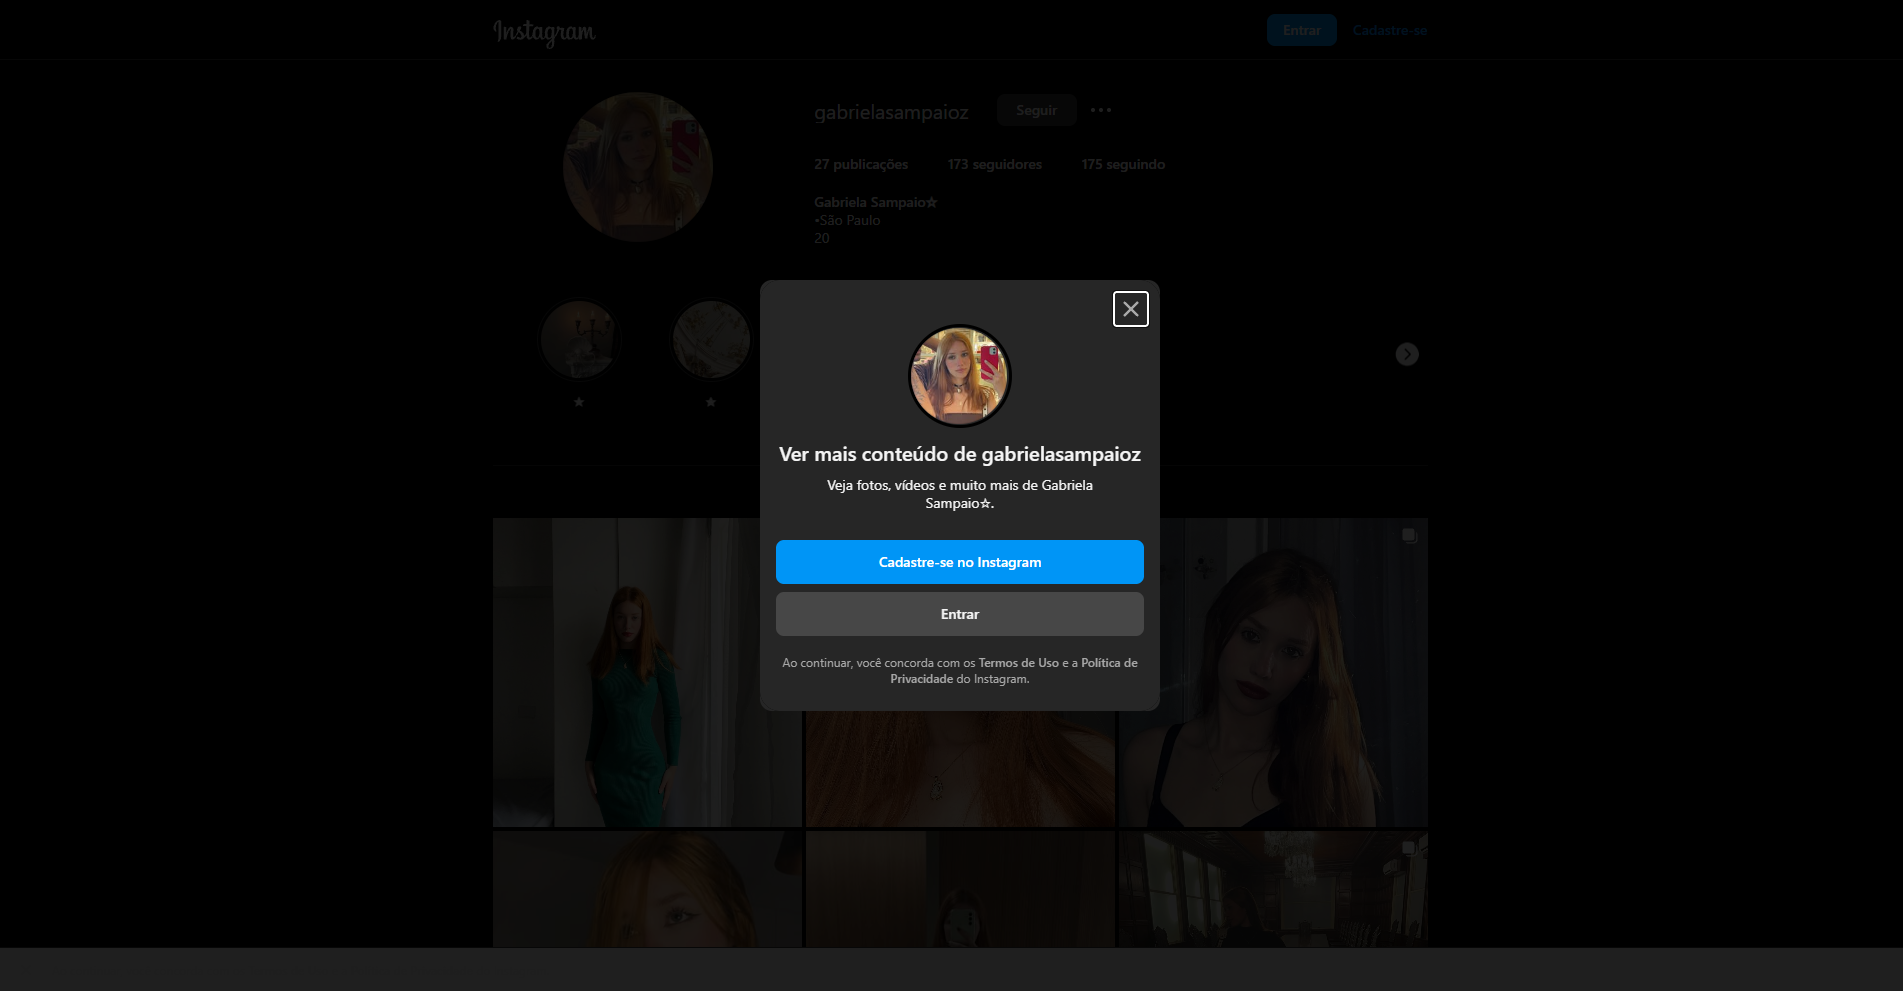 Instagram
Entrar
Cadastre-se
gabrielasampaioz
Seguir
27 publicações
173 seguidores
175 seguindo
Gabriela Sampaio☆
•São Paulo
20
★
★
Ver mais conteúdo de gabrielasampaioz
Veja fotos, vídeos e muito mais de Gabriela
Sampaio☆.
Cadastre-se no Instagram
Entrar
Ao continuar, você concorda com os Termos de Uso e a Política de
Privacidade do Instagram.